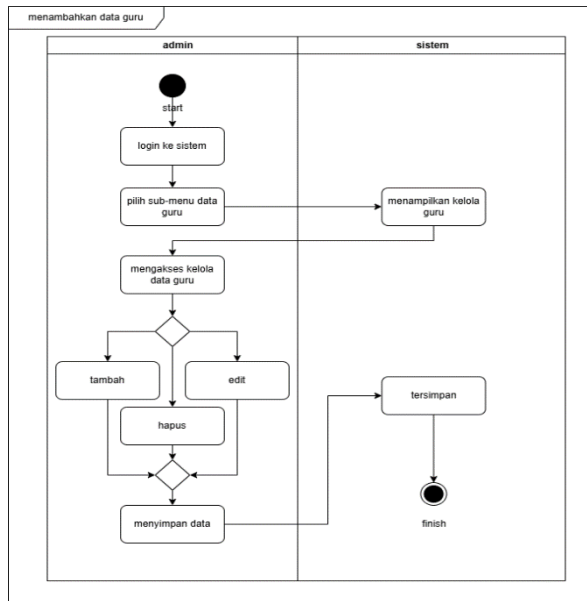 menambahkan data guru
admin
sistem
start
login ke sistem
pilih sub-menu data
guru
menampilkan kelola
guru
mengakses kelola
data guru
tambah
edit
hapus
tersimpan
menyimpan data
finish